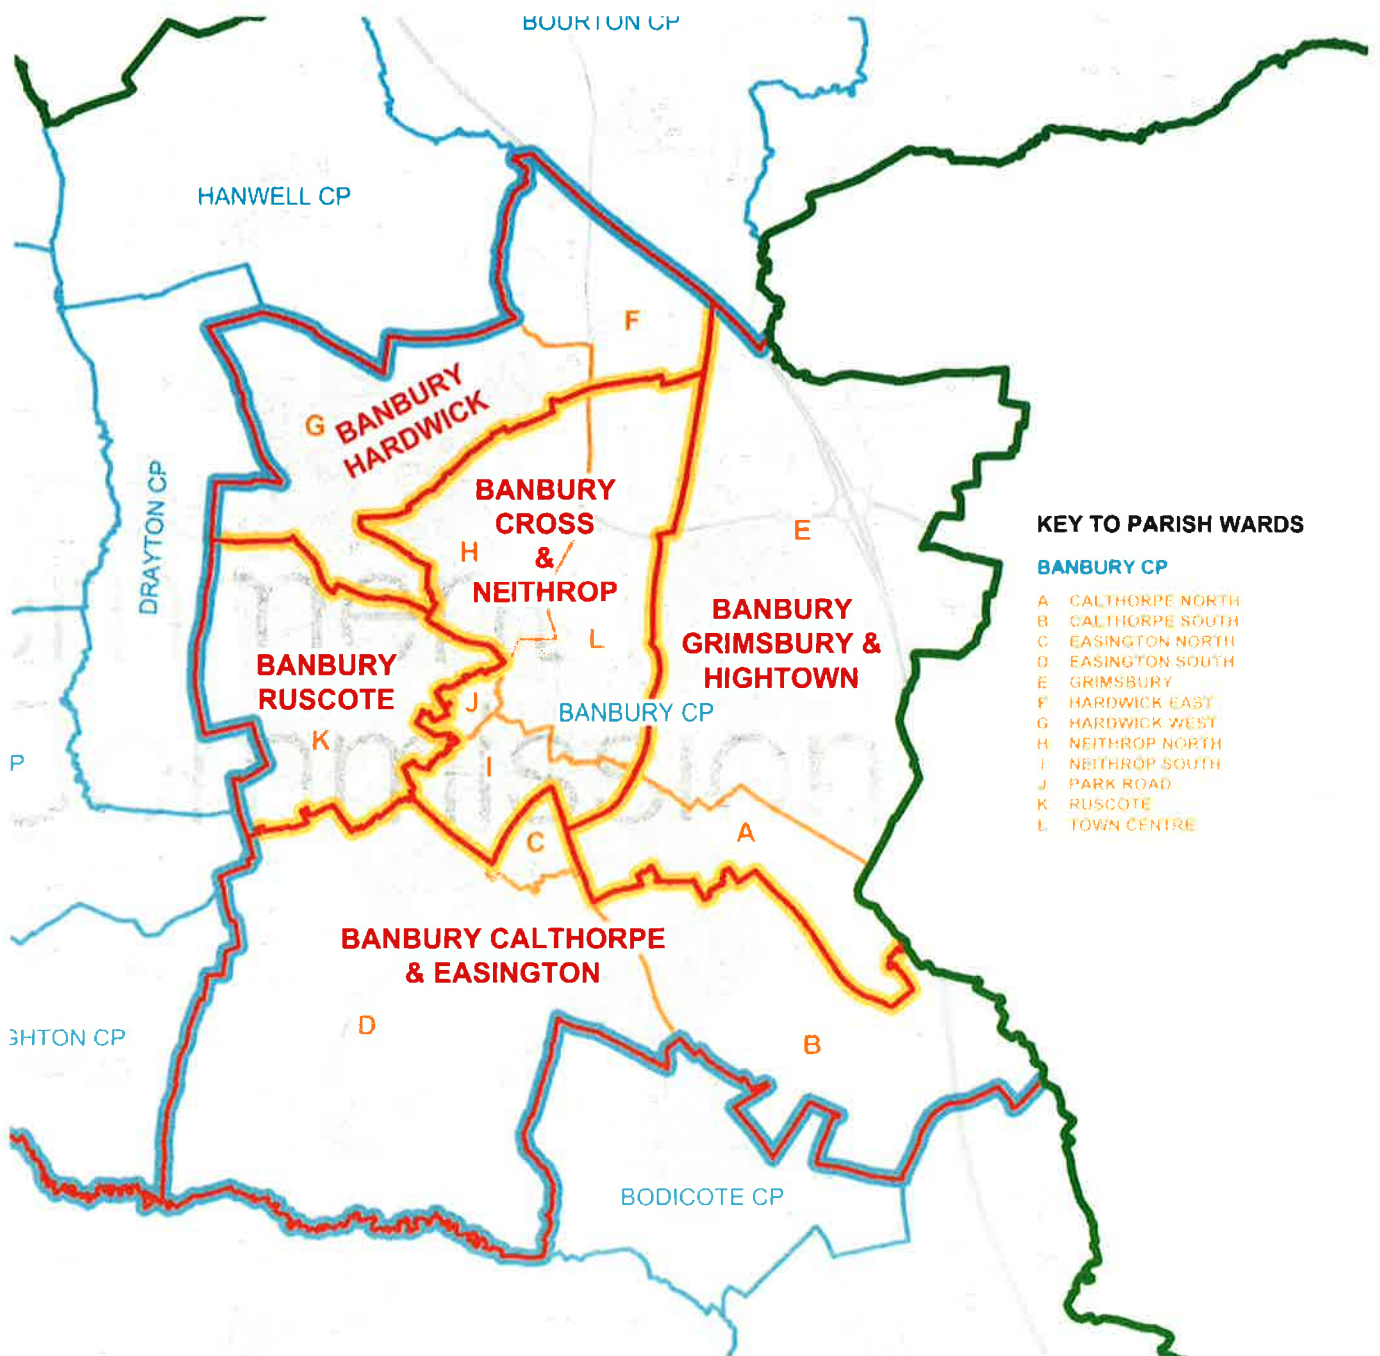 BOURTON CP
HANWELL CP
F
G
BANBURY
HARDWICK
DRAYTON CP
BANBURY
CROSS
&
NEITHROP
H
E
L
BANBURY
GRIMSBURY &
HIGHTOWN
BANBURY
RUSCOTE
K
J
BANBURY CP
I
P
C
A
BANBURY CALTHORPE
& EASINGTON
D
B
GHTON CP
BODICOTE CP
KEY TO PARISH WARDS
BANBURY CP
A CALTHORPE NORTH
B CALTHORPE SOUTH
C EASINGTON NORTH
D EASINGTON SOUTH
E GRIMSBURY
F HARDWICK EAST
G HARDWICK WEST
H NEITHROP NORTH
I NEITHROP SOUTH
J PARK ROAD
K RUSCOTE
L TOWN CENTRE